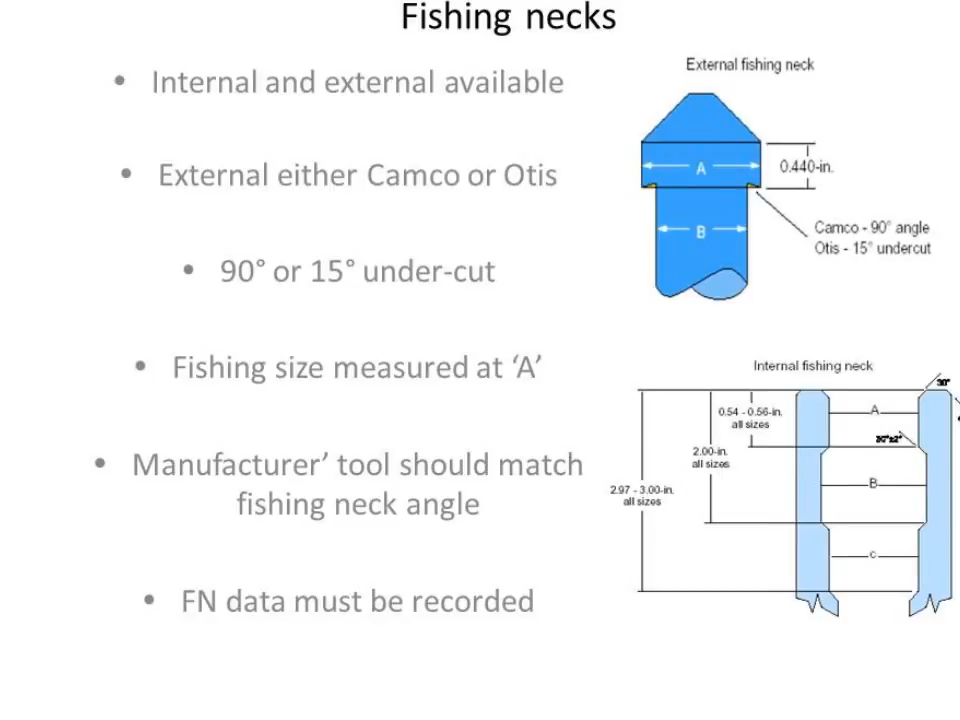 Fishing necks
• Internal and external available
• External either Camco or Otis
• 90° or 15° under-cut
• Fishing size measured at ‘A’
• Manufacturer’ tool should match
fishing neck angle
• FN data must be recorded
External fishing neck
A
0.440-in.
B
Camco - 90° angle
Otis - 15° undercut
Internal fishing neck
30°
0.54 - 0.56-in.
all sizes
A
30°±2°
2.00-in.
all sizes
B
2.97 - 3.00-in.
all sizes
C